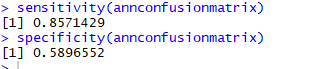 > sensitivity(annconfusionmatrix)
[1] 0.8571429
> specificity(annconfusionmatrix)
[1] 0.5896552
>